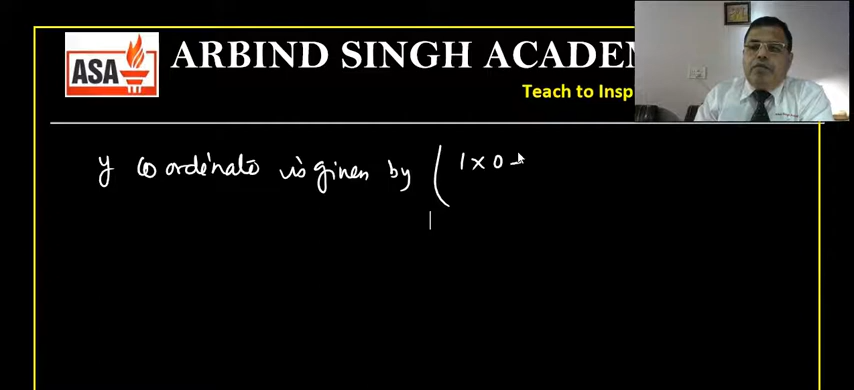 ASA
ARBIND SINGH ACADEM
Teach to Insp
y coordinate is given by ( 1 × 0 -
|